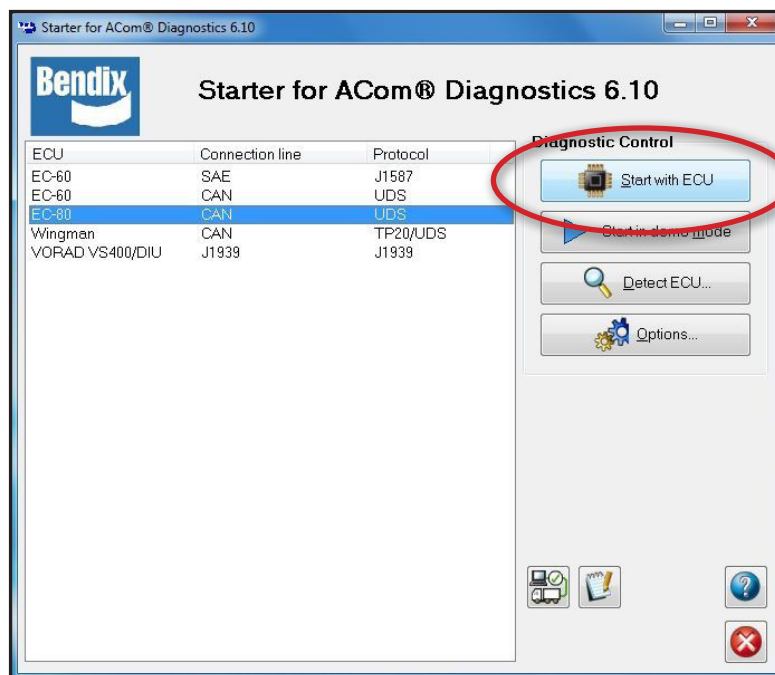 Starter for ACom® Diagnostics 6.10
Bendix
Starter for ACom® Diagnostics 6.10
ECU Connection line Protocol
EC-60 SAE J1587
EC-60 CAN UDS
EC-80 CAN UDS
Wingman CAN TP20/UDS
VORAD VS400/DIU J1939 J1939
Diagnostic Control
Start with ECU
Start in demo mode
Detect ECU...
Options...